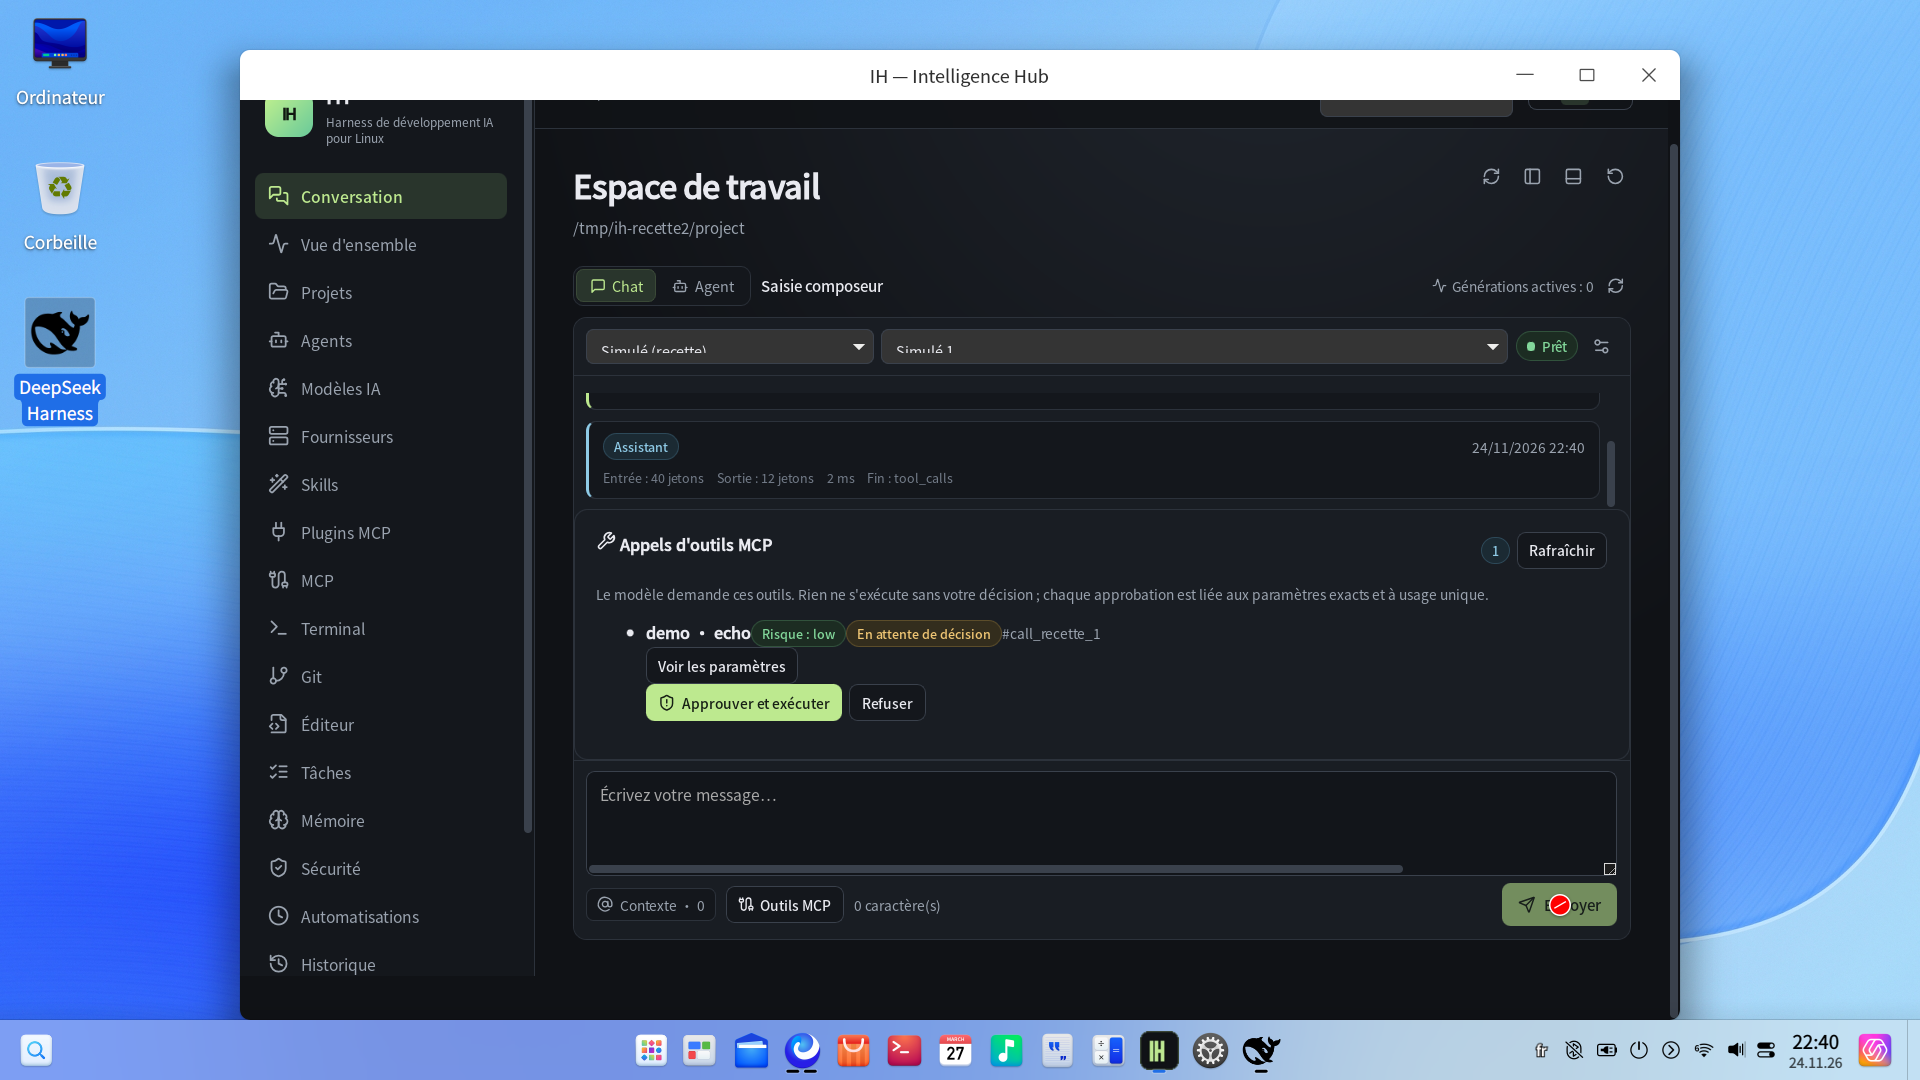 Ordinateur
Corbeille
DeepSeek
Harness
IH — Intelligence Hub
IH
Harness de développement IA
pour Linux
Conversation
Vue d'ensemble
Projets
Agents
Modèles IA
Fournisseurs
Skills
Plugins MCP
MCP
Terminal
Git
Éditeur
Tâches
Mémoire
Sécurité
Automatisations
Historique
Espace de travail
/tmp/ih-recette2/project
Chat
Agent
Saisie composeur
Générations actives : 0
Simulé (recette)
Simulé 1
Prêt
Assistant
24/11/2026 22:40
Entrée : 40 jetons Sortie : 12 jetons 2 ms Fin : tool_calls
Appels d'outils MCP
1
Rafraîchir
Le modèle demande ces outils. Rien ne s'exécute sans votre décision ; chaque approbation est liée aux paramètres exacts et à usage unique.
demo • echo Risque : low En attente de décision #call_recette_1
Voir les paramètres
Approuver et exécuter
Refuser
Écrivez votre message…
Contexte • 0
Outils MCP
0 caractère(s)
MARCH
27
fr
22:40
24.11.26